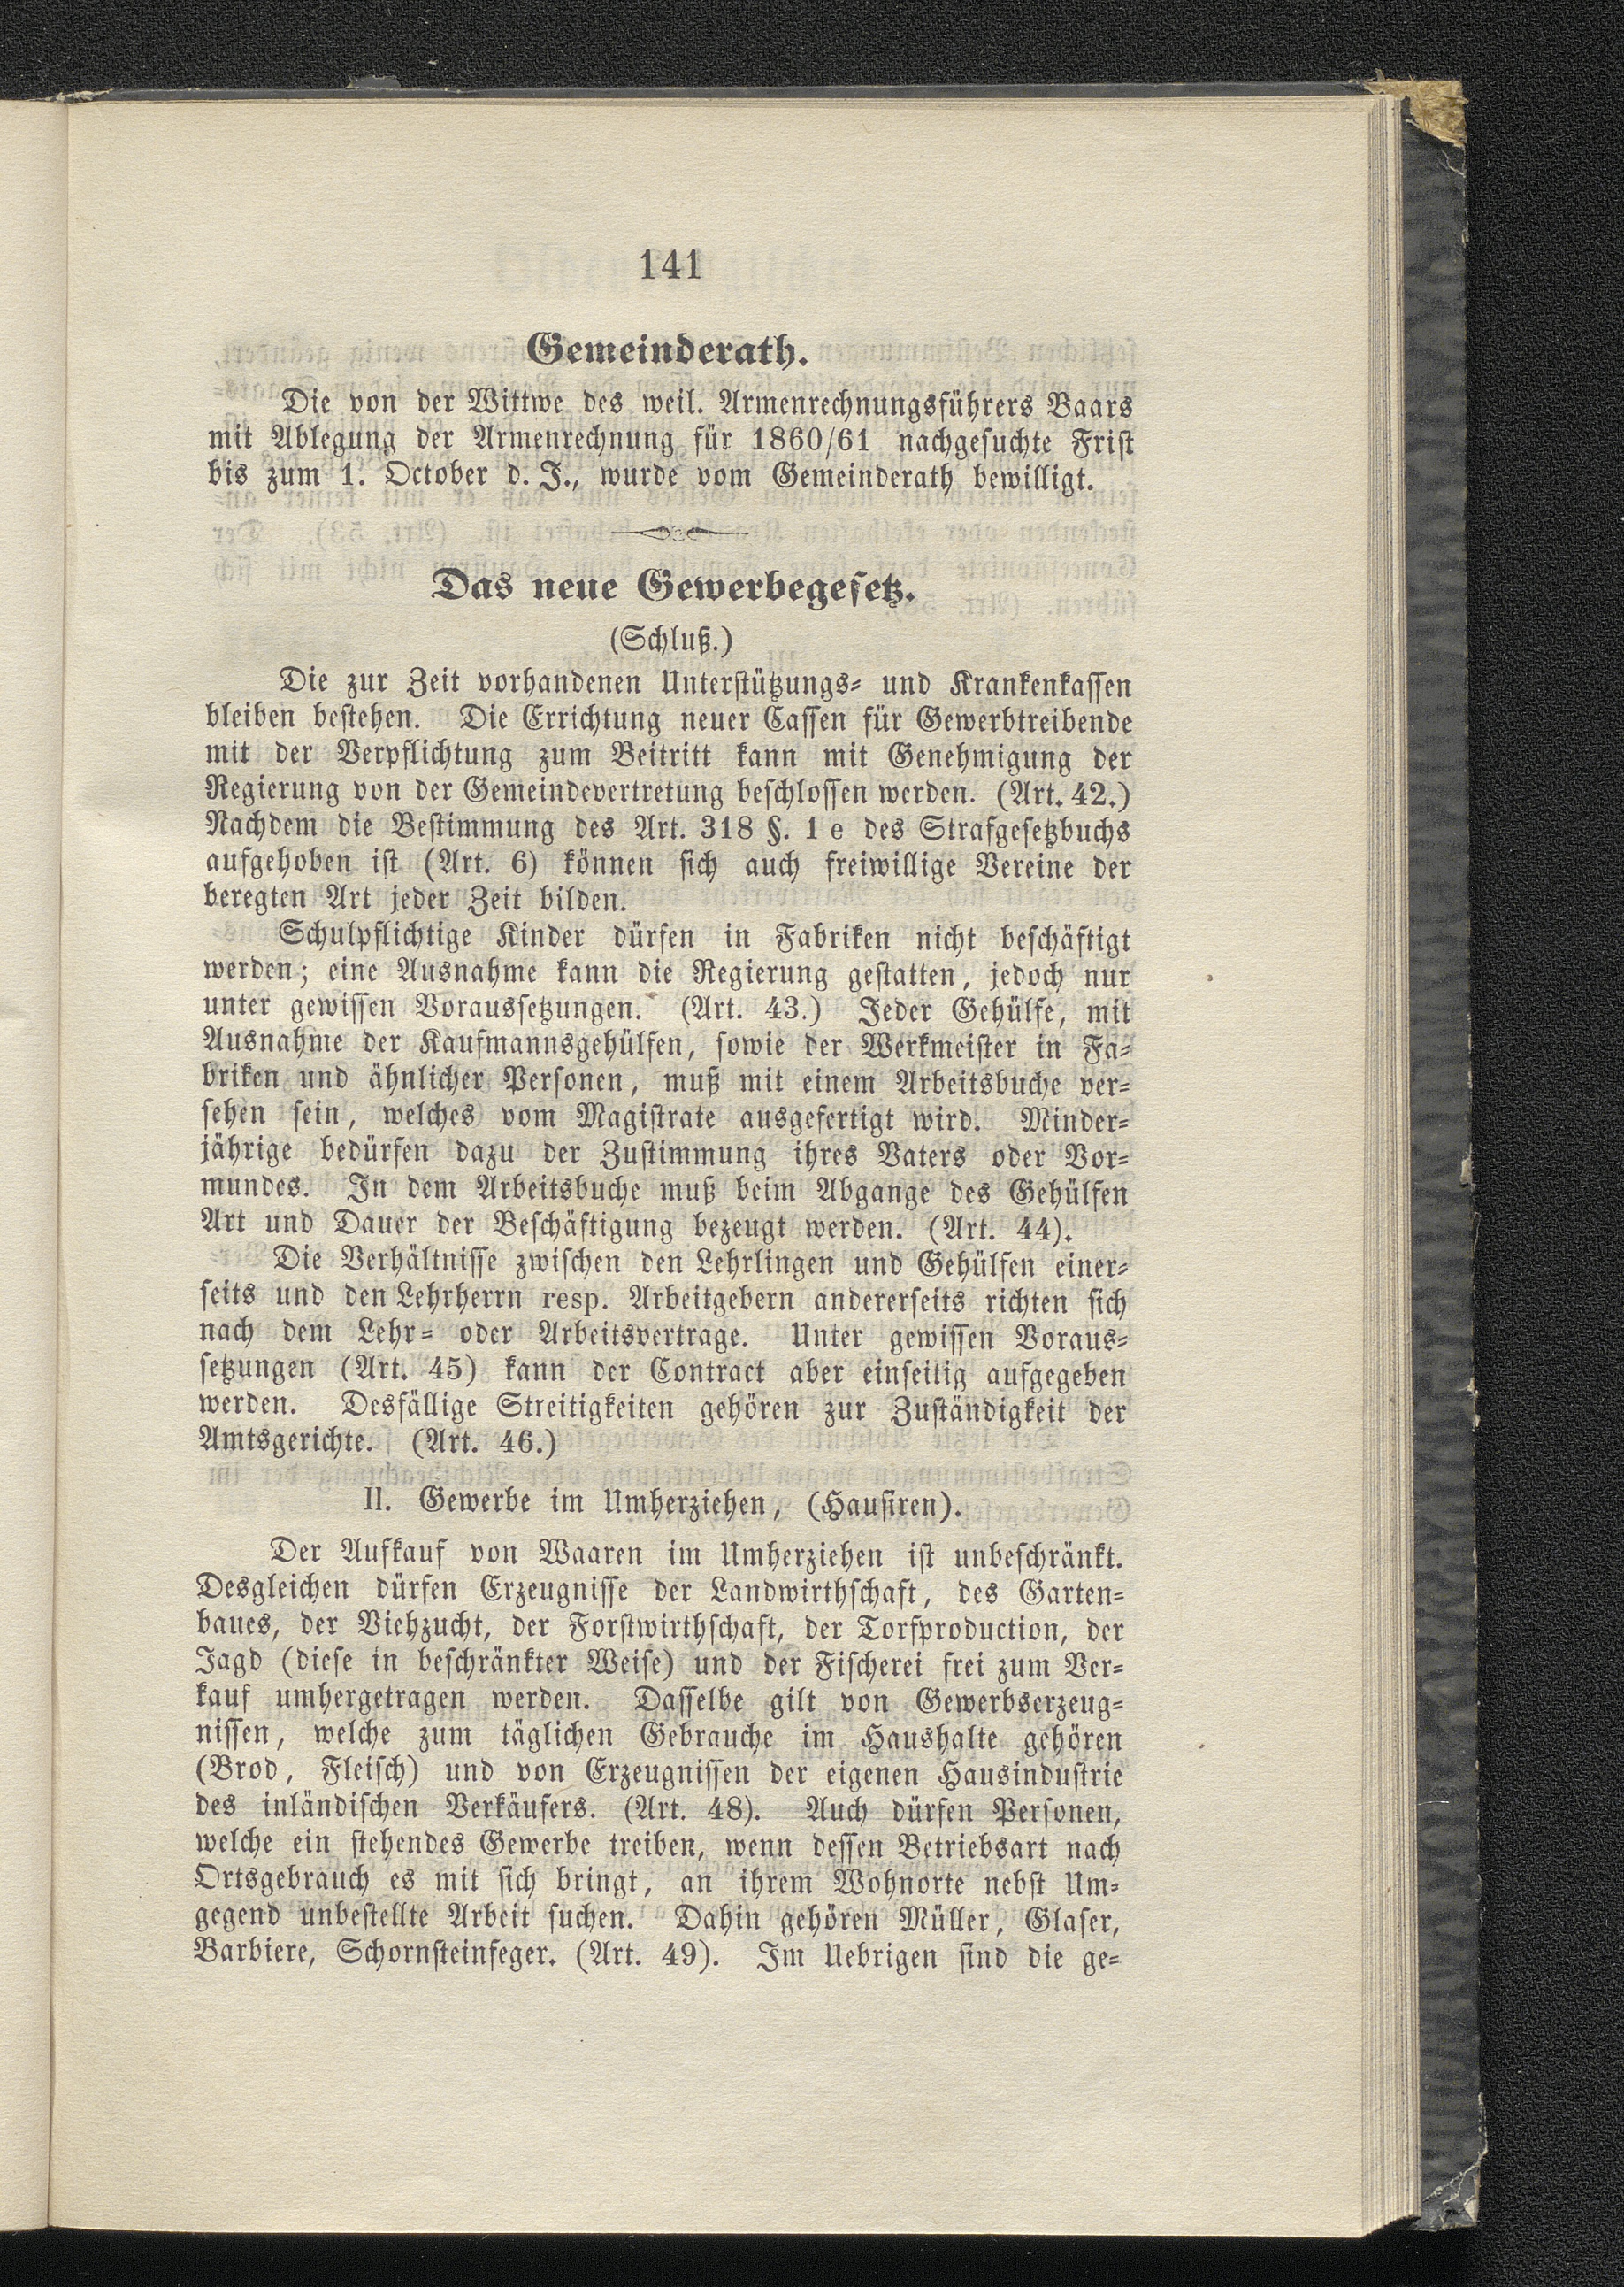 141
Gemeinderath.
Die von der Wittwe des weil. Armenrechnungsführers Baars
mit Ablegung der Armenrechnung für 1860/61 nachgesuchte Frist
bis zum 1. October d. J., wurde vom Gemeinderath bewilligt.
Das neue Gewerbegesetz.
(Schluß.)
Die zur Zeit vorhandenen Unterstützungs- und Krankenkassen
bleiben bestehen. Die Errichtung neuer Cassen für Gewerbtreibende
mit der Verpflichtung zum Beitritt kann mit Genehmigung der
Regierung von der Gemeindevertretung beschlossen werden. (Art. 42.)
Nachdem die Bestimmung des Art. 318 §. 1 e des Strafgesetzbuchs
aufgehoben ist (Art. 6) können sich auch freiwillige Vereine der
beregten Art jeder Zeit bilden.
Schulpflichtige Kinder dürfen in Fabriken nicht beschäftigt
werden; eine Ausnahme kann die Regierung gestatten, jedoch nur
unter gewissen Voraussetzungen. (Art. 43.) Jeder Gehülfe, mit
Ausnahme der Kaufmannsgehülfen, sowie der Werkmeister in Fa-
briken und ähnlicher Personen, muß mit einem Arbeitsbuche ver-
sehen sein, welches vom Magistrate ausgefertigt wird. Minder-
jährige bedürfen dazu der Zustimmung ihres Vaters oder Vor-
mundes. In dem Arbeitsbuche muß beim Abgange des Gehülfen
Art und Dauer der Beschäftigung bezeugt werden. (Art. 44).
Die Verhältnisse zwischen den Lehrlingen und Gehülfen einer-
seits und den Lehrherrn resp. Arbeitgebern andererseits richten sich
nach dem Lehr- oder Arbeitsvertrage. Unter gewissen Voraus-
setzungen (Art. 45) kann der Contract aber einseitig aufgegeben
werden. Desfällige Streitigkeiten gehören zur Zuständigkeit der
Amtsgerichte. (Art. 46.)
II. Gewerbe im Umherziehen, (Hausiren).
Der Aufkauf von Waaren im Umherziehen ist unbeschränkt.
Desgleichen dürfen Erzeugnisse der Landwirthschaft, des Garten-
baues, der Viehzucht, der Forstwirthschaft, der Torfproduction, der
Jagd (diese in beschränkter Weise) und der Fischerei frei zum Ver-
kauf umhergetragen werden. Dasselbe gilt von Gewerbserzeug-
nissen, welche zum täglichen Gebrauche im Haushalte gehören
(Brod, Fleisch) und von Erzeugnissen der eigenen Hausindustrie
des inländischen Verkäufers. (Art. 48). Auch dürfen Personen,
welche ein stehendes Gewerbe treiben, wenn dessen Betriebsart nach
Ortsgebrauch es mit sich bringt, an ihrem Wohnorte nebst Um-
gegend unbestellte Arbeit suchen. Dahin gehören Müller, Glaser,
Barbiere, Schornsteinfeger. (Art. 49). Im Uebrigen sind die ge-